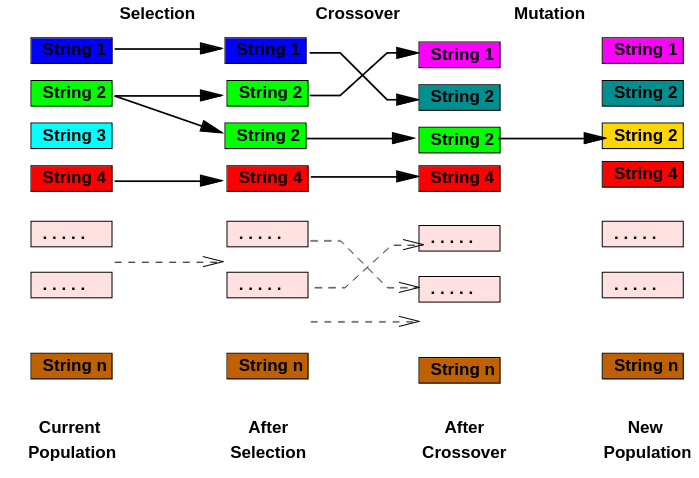 Selection Crossover Mutation
String 1 String 1 String 1 String 1
String 2 String 2 String 2 String 2
String 3 String 2 String 2 String 2
String 4 String 4 String 4 String 4
. . . . . . . . . . . . . . . . . . . .
. . . . . . . . . . . . . . . . . . . .
String n String n String n String n
Current After After New
Population Selection Crossover Population